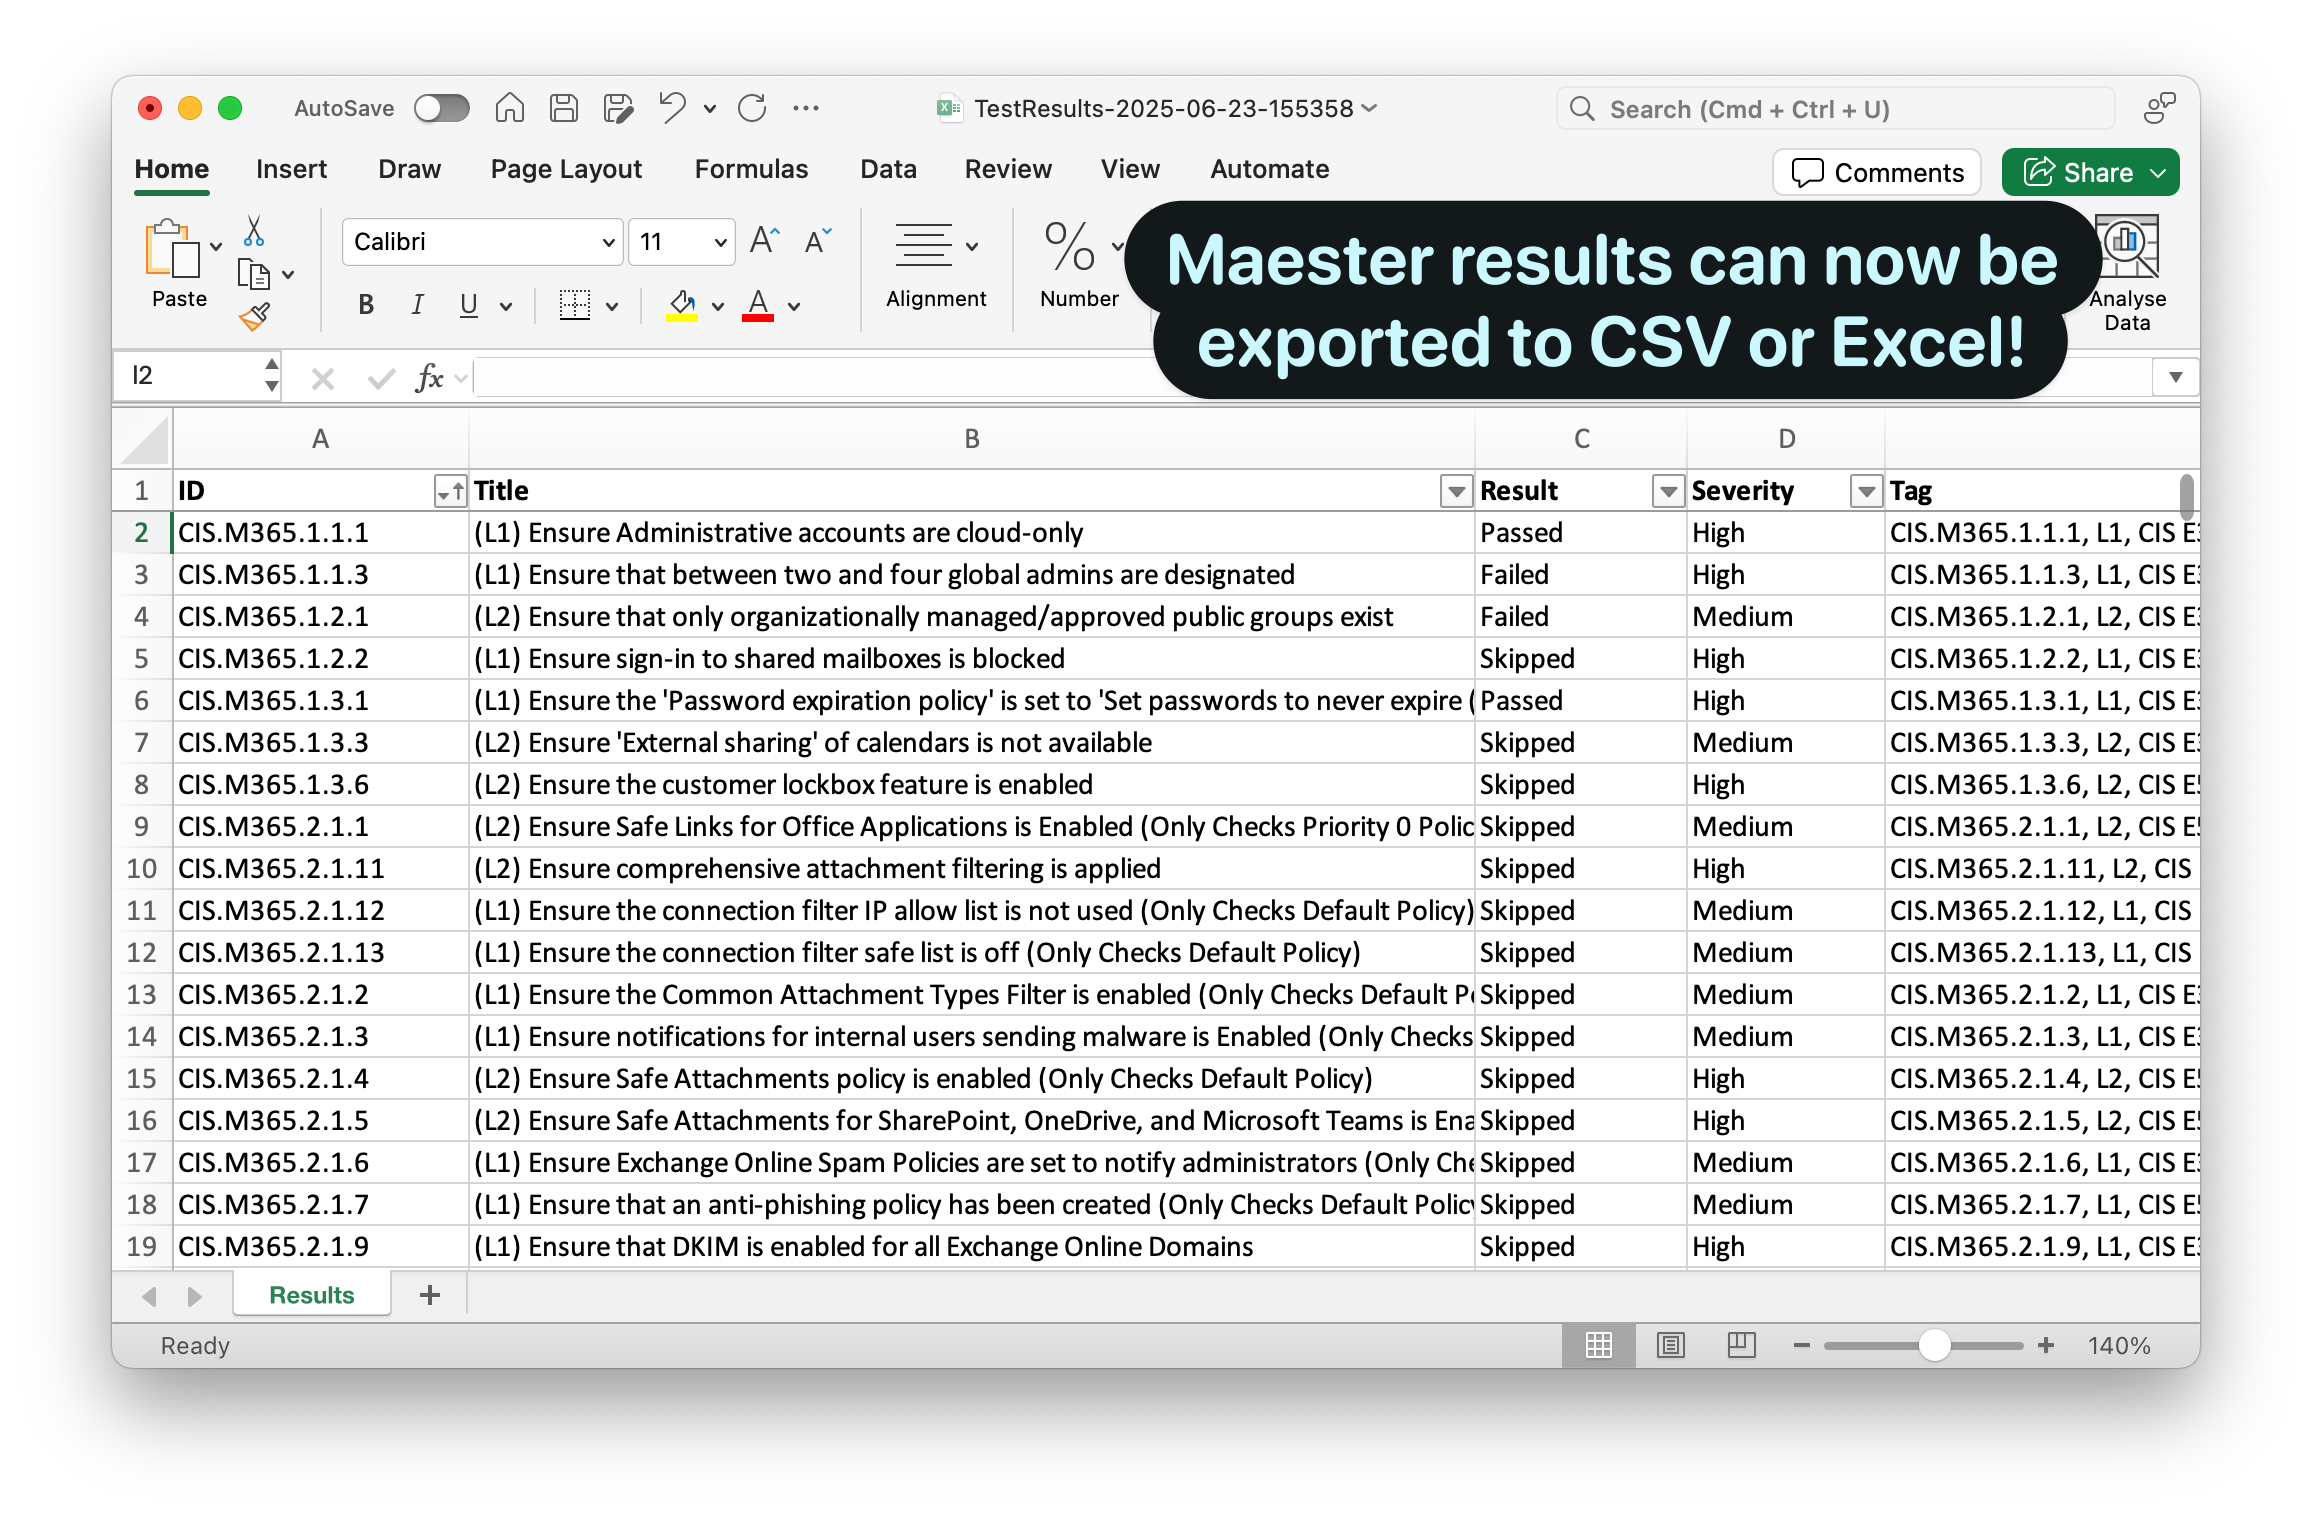 AutoSave
TestResults-2025-06-23-155358
Search (Cmd + Ctrl + U)
Home Insert Draw Page Layout Formulas Data Review View Automate
Comments
Share
Paste
Calibri
11
A A
B I U
A
Alignment
%
Number
Maester results can now be
exported to CSV or Excel!
Analyse
Data
I2
fx
A B C D
1 ID Title Result Severity Tag
2 CIS.M365.1.1.1 (L1) Ensure Administrative accounts are cloud-only Passed High CIS.M365.1.1.1, L1, CIS E3
3 CIS.M365.1.1.3 (L1) Ensure that between two and four global admins are designated Failed High CIS.M365.1.1.3, L1, CIS E3
4 CIS.M365.1.2.1 (L2) Ensure that only organizationally managed/approved public groups exist Failed Medium CIS.M365.1.2.1, L2, CIS E3
5 CIS.M365.1.2.2 (L1) Ensure sign-in to shared mailboxes is blocked Skipped High CIS.M365.1.2.2, L1, CIS E3
6 CIS.M365.1.3.1 (L1) Ensure the 'Password expiration policy' is set to 'Set passwords to never expire ( Passed High CIS.M365.1.3.1, L1, CIS E3
7 CIS.M365.1.3.3 (L2) Ensure 'External sharing' of calendars is not available Skipped Medium CIS.M365.1.3.3, L2, CIS E3
8 CIS.M365.1.3.6 (L2) Ensure the customer lockbox feature is enabled Skipped High CIS.M365.1.3.6, L2, CIS E5
9 CIS.M365.2.1.1 (L2) Ensure Safe Links for Office Applications is Enabled (Only Checks Priority 0 Polic Skipped Medium CIS.M365.2.1.1, L2, CIS E5
10 CIS.M365.2.1.11 (L2) Ensure comprehensive attachment filtering is applied Skipped High CIS.M365.2.1.11, L2, CIS
11 CIS.M365.2.1.12 (L1) Ensure the connection filter IP allow list is not used (Only Checks Default Policy) Skipped Medium CIS.M365.2.1.12, L1, CIS
12 CIS.M365.2.1.13 (L1) Ensure the connection filter safe list is off (Only Checks Default Policy) Skipped Medium CIS.M365.2.1.13, L1, CIS
13 CIS.M365.2.1.2 (L1) Ensure the Common Attachment Types Filter is enabled (Only Checks Default Po Skipped Medium CIS.M365.2.1.2, L1, CIS E3
14 CIS.M365.2.1.3 (L1) Ensure notifications for internal users sending malware is Enabled (Only Checks Skipped Medium CIS.M365.2.1.3, L1, CIS E3
15 CIS.M365.2.1.4 (L2) Ensure Safe Attachments policy is enabled (Only Checks Default Policy) Skipped High CIS.M365.2.1.4, L2, CIS E5
16 CIS.M365.2.1.5 (L2) Ensure Safe Attachments for SharePoint, OneDrive, and Microsoft Teams is Ena Skipped High CIS.M365.2.1.5, L2, CIS E5
17 CIS.M365.2.1.6 (L1) Ensure Exchange Online Spam Policies are set to notify administrators (Only Che Skipped Medium CIS.M365.2.1.6, L1, CIS E3
18 CIS.M365.2.1.7 (L1) Ensure that an anti-phishing policy has been created (Only Checks Default Policy Skipped Medium CIS.M365.2.1.7, L1, CIS E5
19 CIS.M365.2.1.9 (L1) Ensure that DKIM is enabled for all Exchange Online Domains Skipped High CIS.M365.2.1.9, L1, CIS E3
Results
Ready
140%